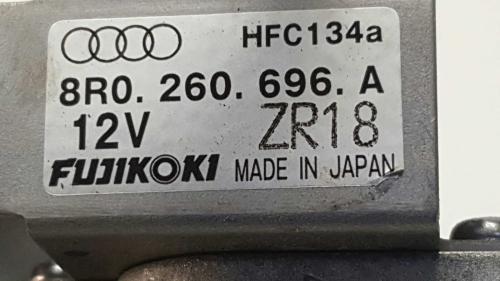 HFC134a
8R0. 260. 696. A
12V ZR18
FUJIKOKI MADE IN JAPAN